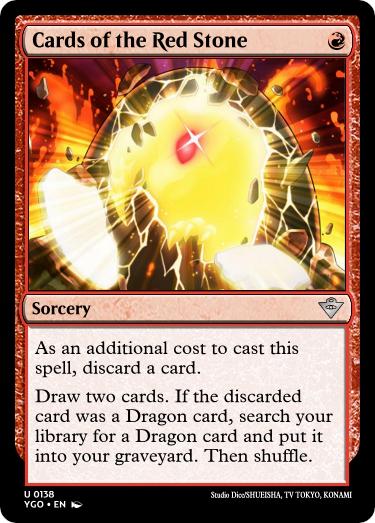 Cards of the Red Stone
Sorcery
As an additional cost to cast this
spell, discard a card.
Draw two cards. If the discarded
card was a Dragon card, search your
library for a Dragon card and put it
into your graveyard. Then shuffle.
U 0138
YGO • EN
Studio Dice/SHUEISHA, TV TOKYO, KONAMI